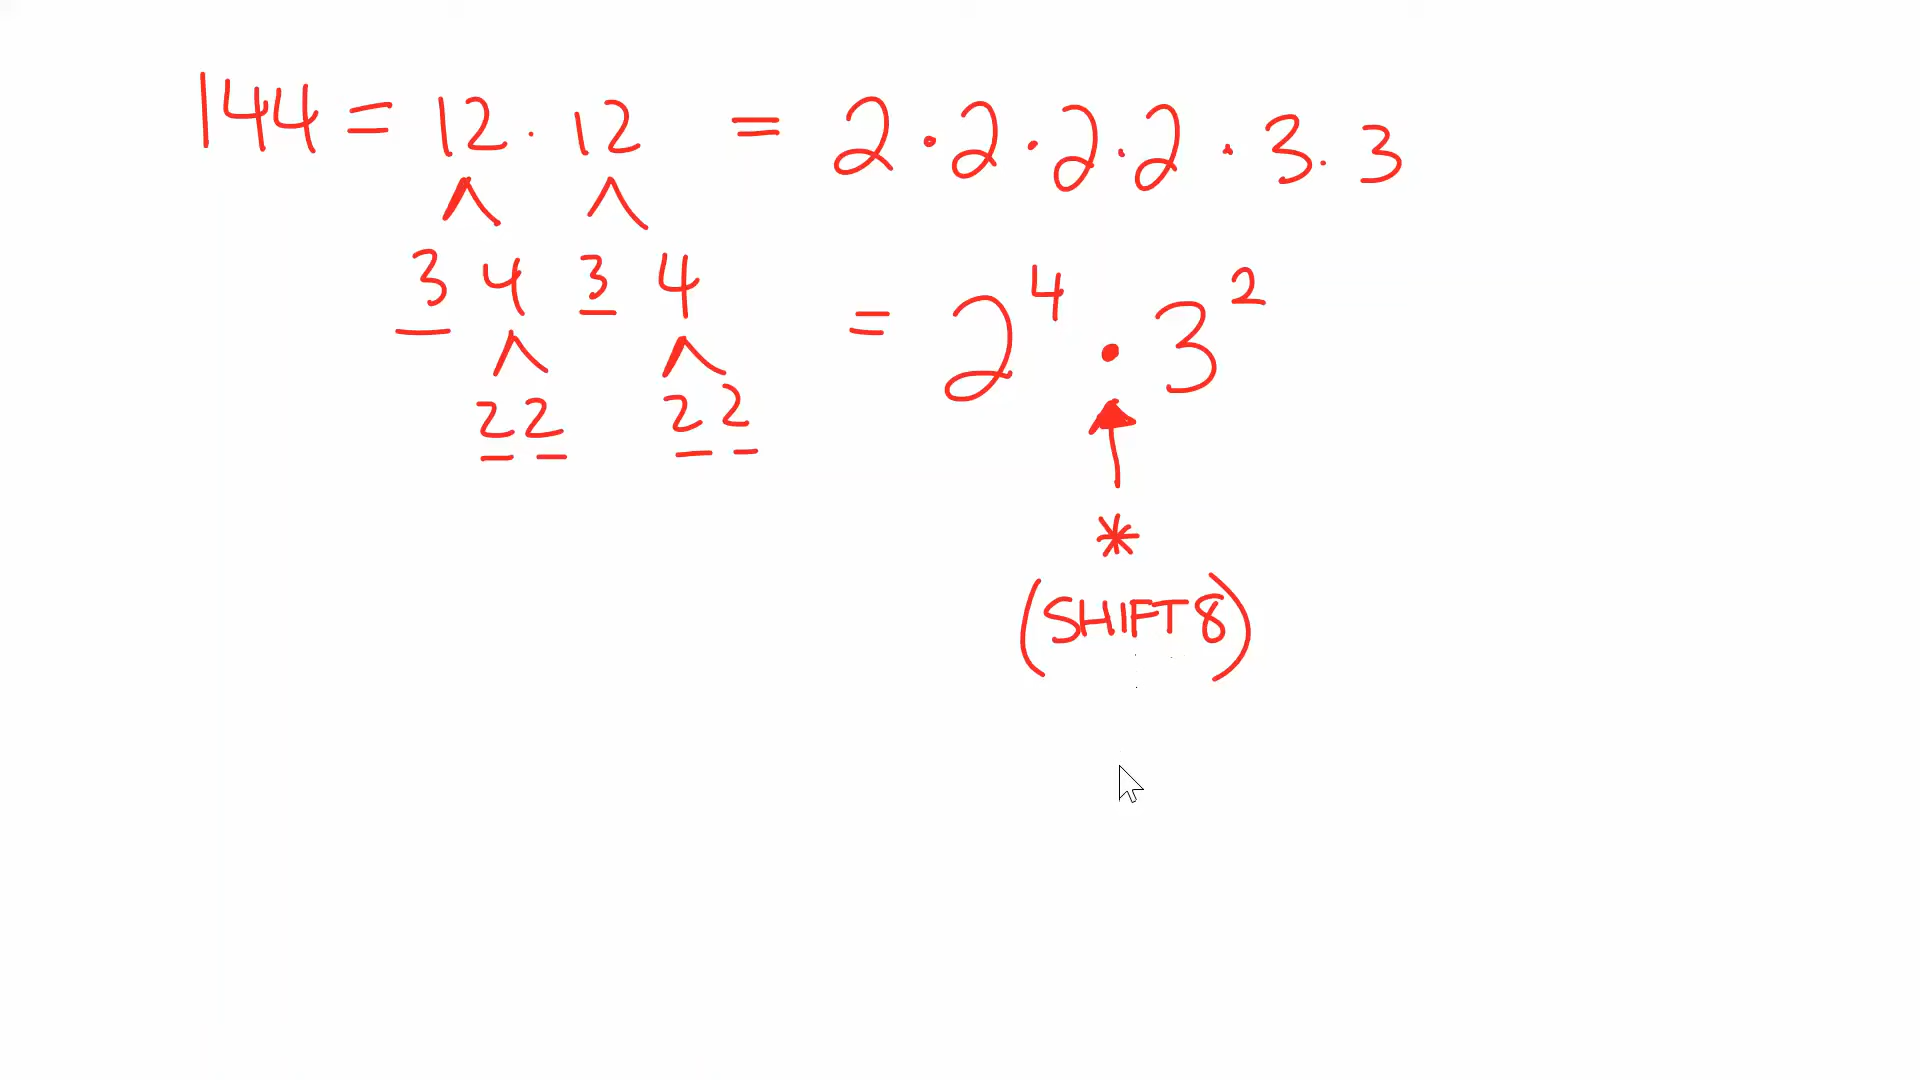 144 = 12 · 12 = 2 · 2 · 2 · 2 · 3 · 3
3 4 3 4
= 2⁴ · 3²
2 2 2 2
*
(SHIFT 8)